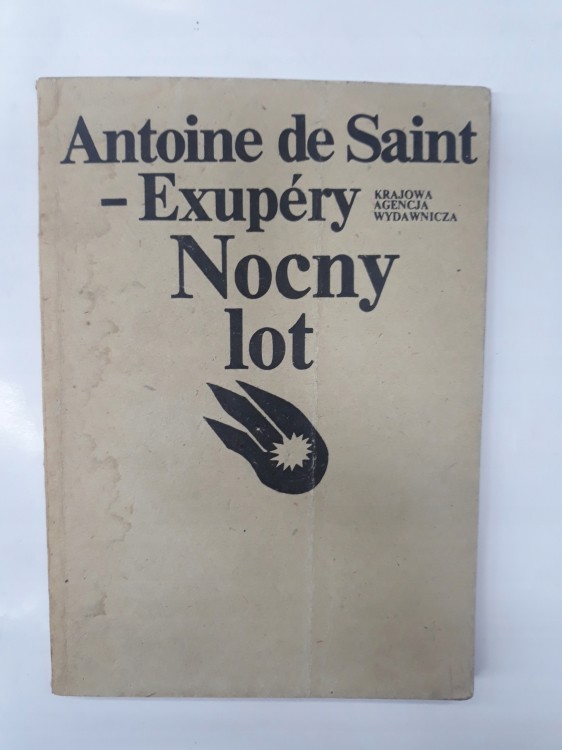 Antoine de Saint
- Exupéry
KRAJOWA
AGENCJA
WYDAWNICZA
Nocny
lot